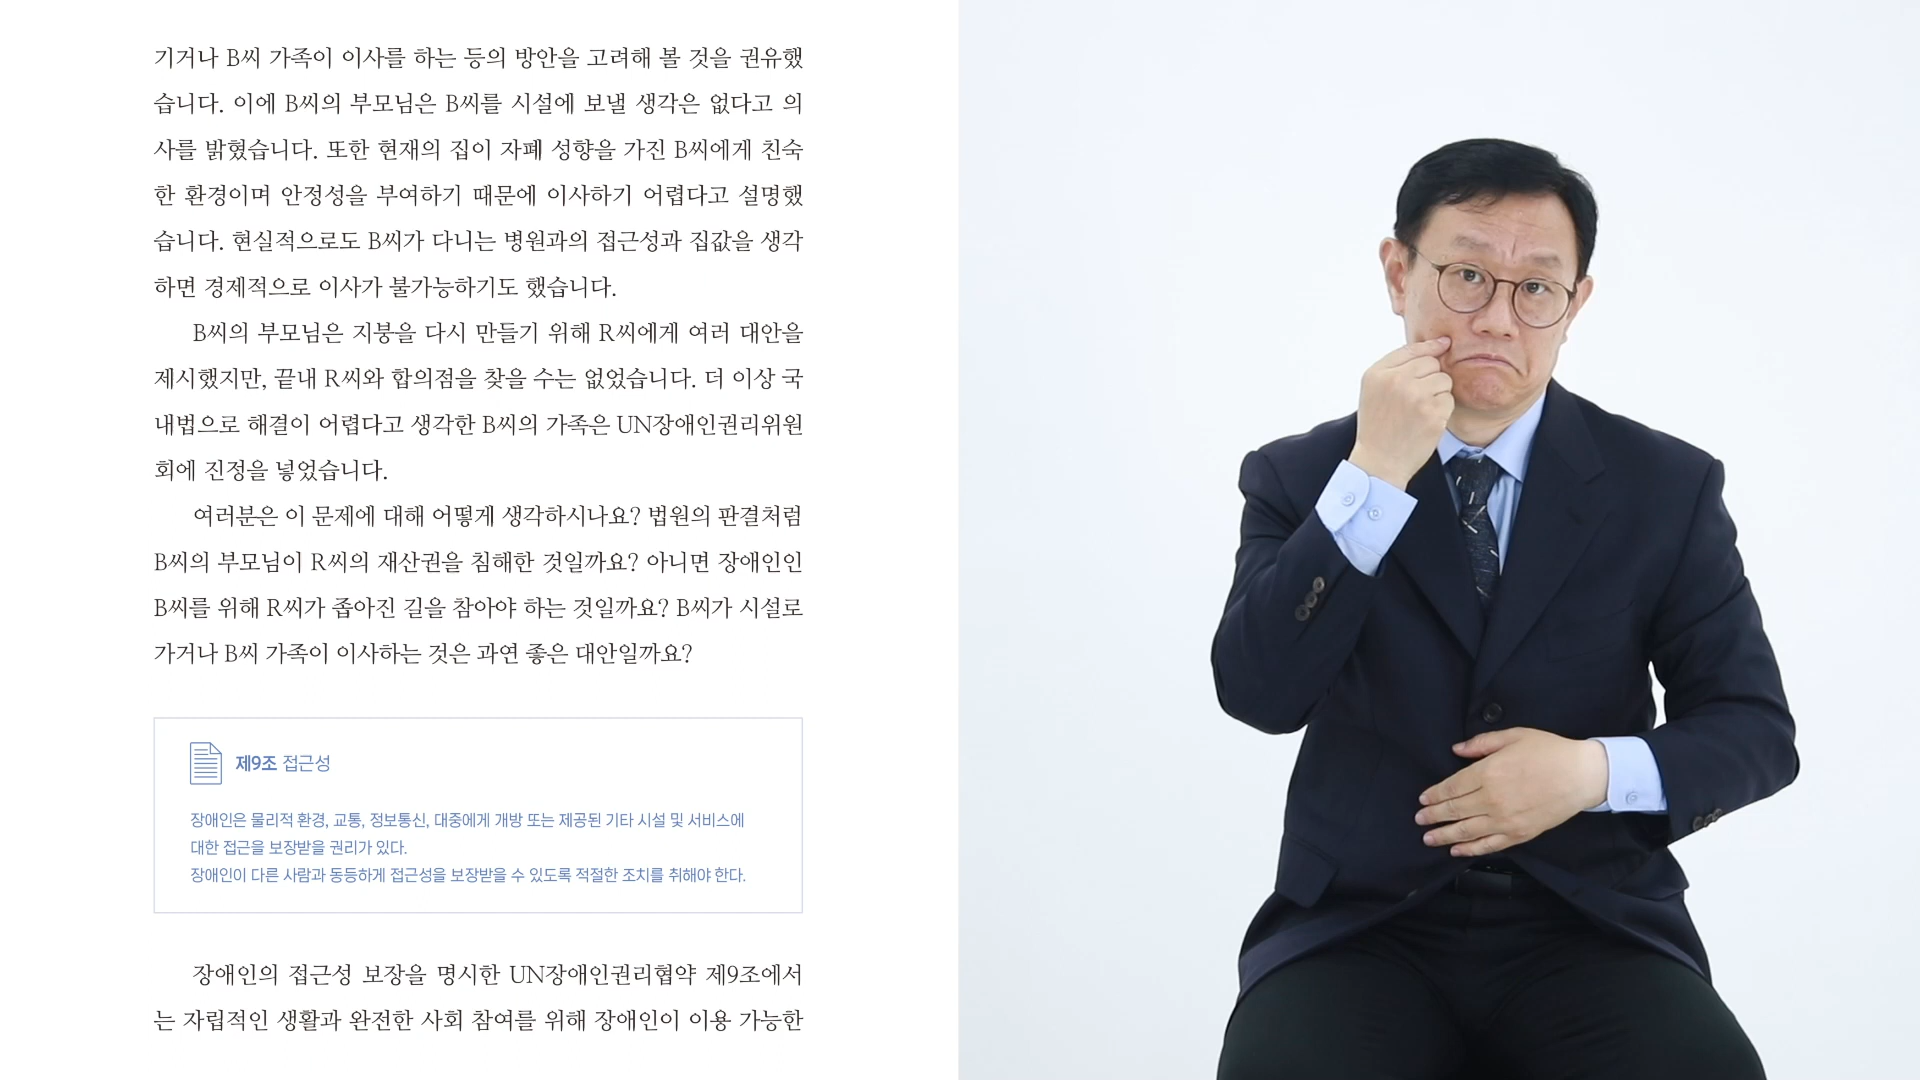 기거나 B씨 가족이 이사를 하는 등의 방안을 고려해 볼 것을 권유했
습니다. 이에 B씨의 부모님은 B씨를 시설에 보낼 생각은 없다고 의
사를 밝혔습니다. 또한 현재의 집이 자폐 성향을 가진 B씨에게 친숙
한 환경이며 안정성을 부여하기 때문에 이사하기 어렵다고 설명했
습니다. 현실적으로도 B씨가 다니는 병원과의 접근성과 집값을 생각
하면 경제적으로 이사가 불가능하기도 했습니다.
B씨의 부모님은 지붕을 다시 만들기 위해 R씨에게 여러 대안을
제시했지만, 끝내 R씨와 합의점을 찾을 수는 없었습니다. 더 이상 국
내법으로 해결이 어렵다고 생각한 B씨의 가족은 UN장애인권리위원
회에 진정을 넣었습니다.
여러분은 이 문제에 대해 어떻게 생각하시나요? 법원의 판결처럼
B씨의 부모님이 R씨의 재산권을 침해한 것일까요? 아니면 장애인인
B씨를 위해 R씨가 좁아진 길을 참아야 하는 것일까요? B씨가 시설로
가거나 B씨 가족이 이사하는 것은 과연 좋은 대안일까요?
제9조 접근성
장애인은 물리적 환경, 교통, 정보통신, 대중에게 개방 또는 제공된 기타 시설 및 서비스에
대한 접근을 보장받을 권리가 있다.
장애인이 다른 사람과 동등하게 접근성을 보장받을 수 있도록 적절한 조치를 취해야 한다.
장애인의 접근성 보장을 명시한 UN장애인권리협약 제9조에서
는 자립적인 생활과 완전한 사회 참여를 위해 장애인이 이용 가능한